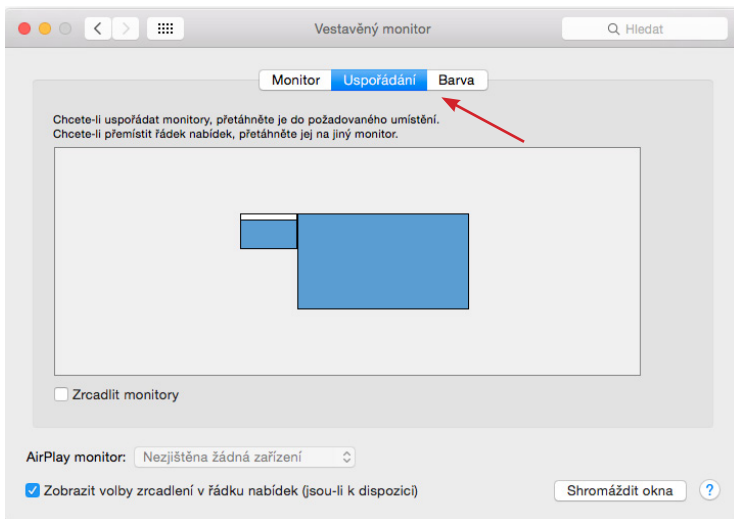 Vestavěný monitor
Hledat
Monitor Uspořádání Barva
Chcete-li uspořádat monitory, přetáhněte je do požadovaného umístění.
Chcete-li přemístit řádek nabídek, přetáhněte jej na jiný monitor.
Zrcadlit monitory
AirPlay monitor: Nezjištěna žádná zařízení
Zobrazit volby zrcadlení v řádku nabídek (jsou-li k dispozici)
Shromáždit okna ?